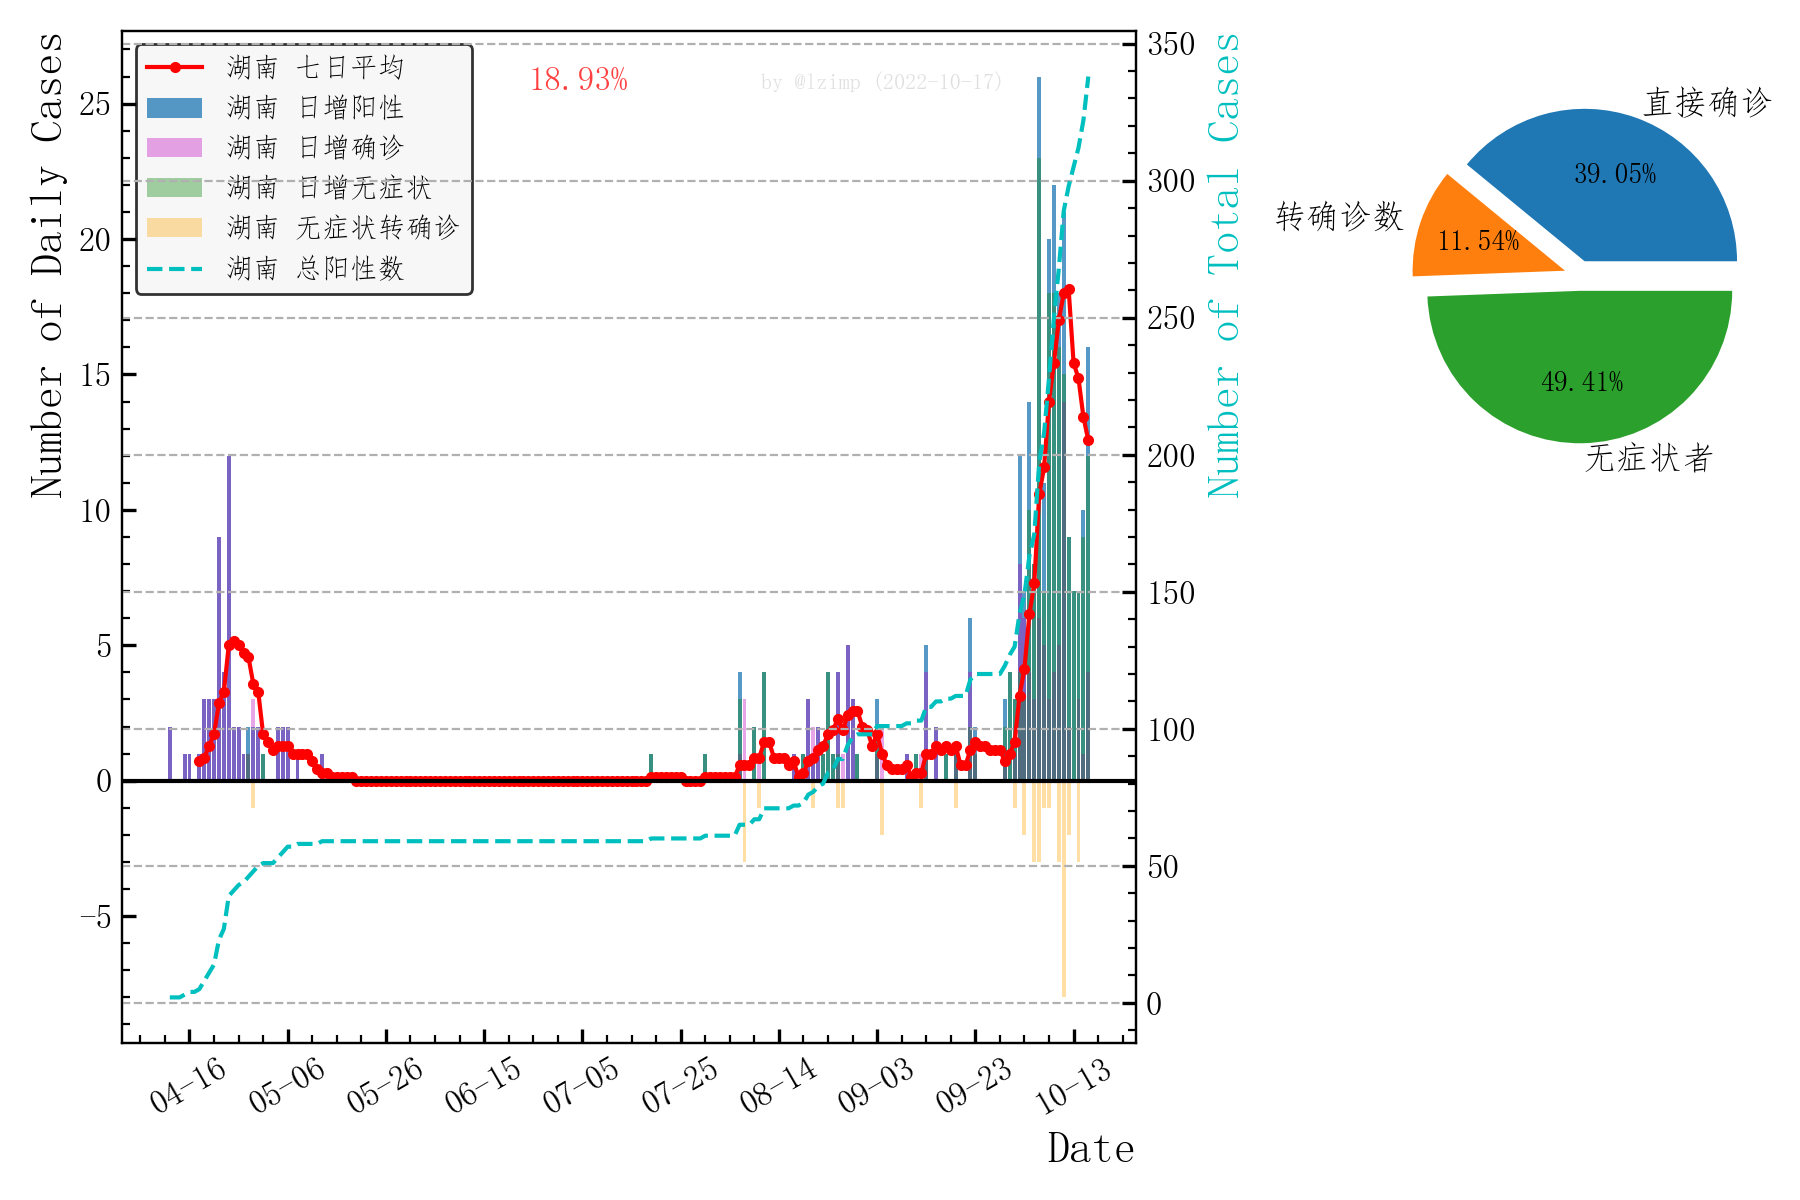 湖南 七日平均
湖南 日增阳性
湖南 日增确诊
湖南 日增无症状
湖南 无症状转确诊
湖南 总阳性数
18.93%
by @lzimp (2022-10-17)
Number of Daily Cases
25
20
15
10
5
0
−5
Number of Total Cases
350
300
250
200
150
100
50
0
04−16
05−06
05−26
06−15
07−05
07−25
08−14
09−03
09−23
10−13
Date
直接确诊
39.05%
转确诊数
11.54%
49.41%
无症状者